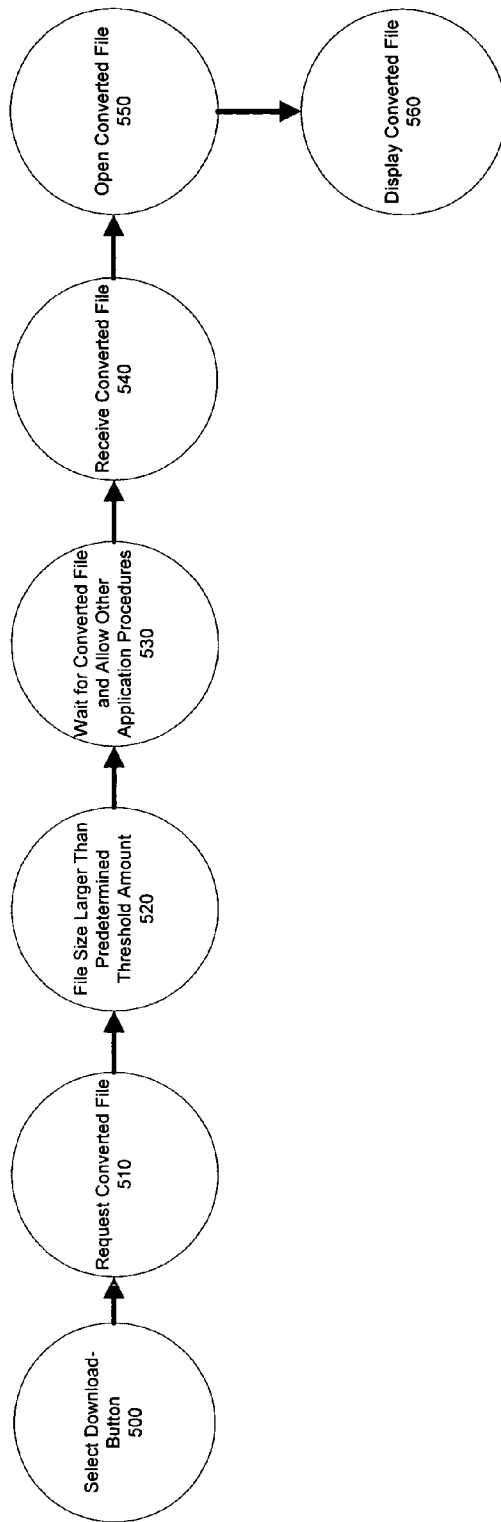 Select Download-
Button
500
Request Converted File
510
File Size Larger Than
Predetermined
Threshold Amount
520
Wait for Converted File
and Allow Other
Application Procedures
530
Receive Converted File
540
Open Converted File
550
Display Converted File
560